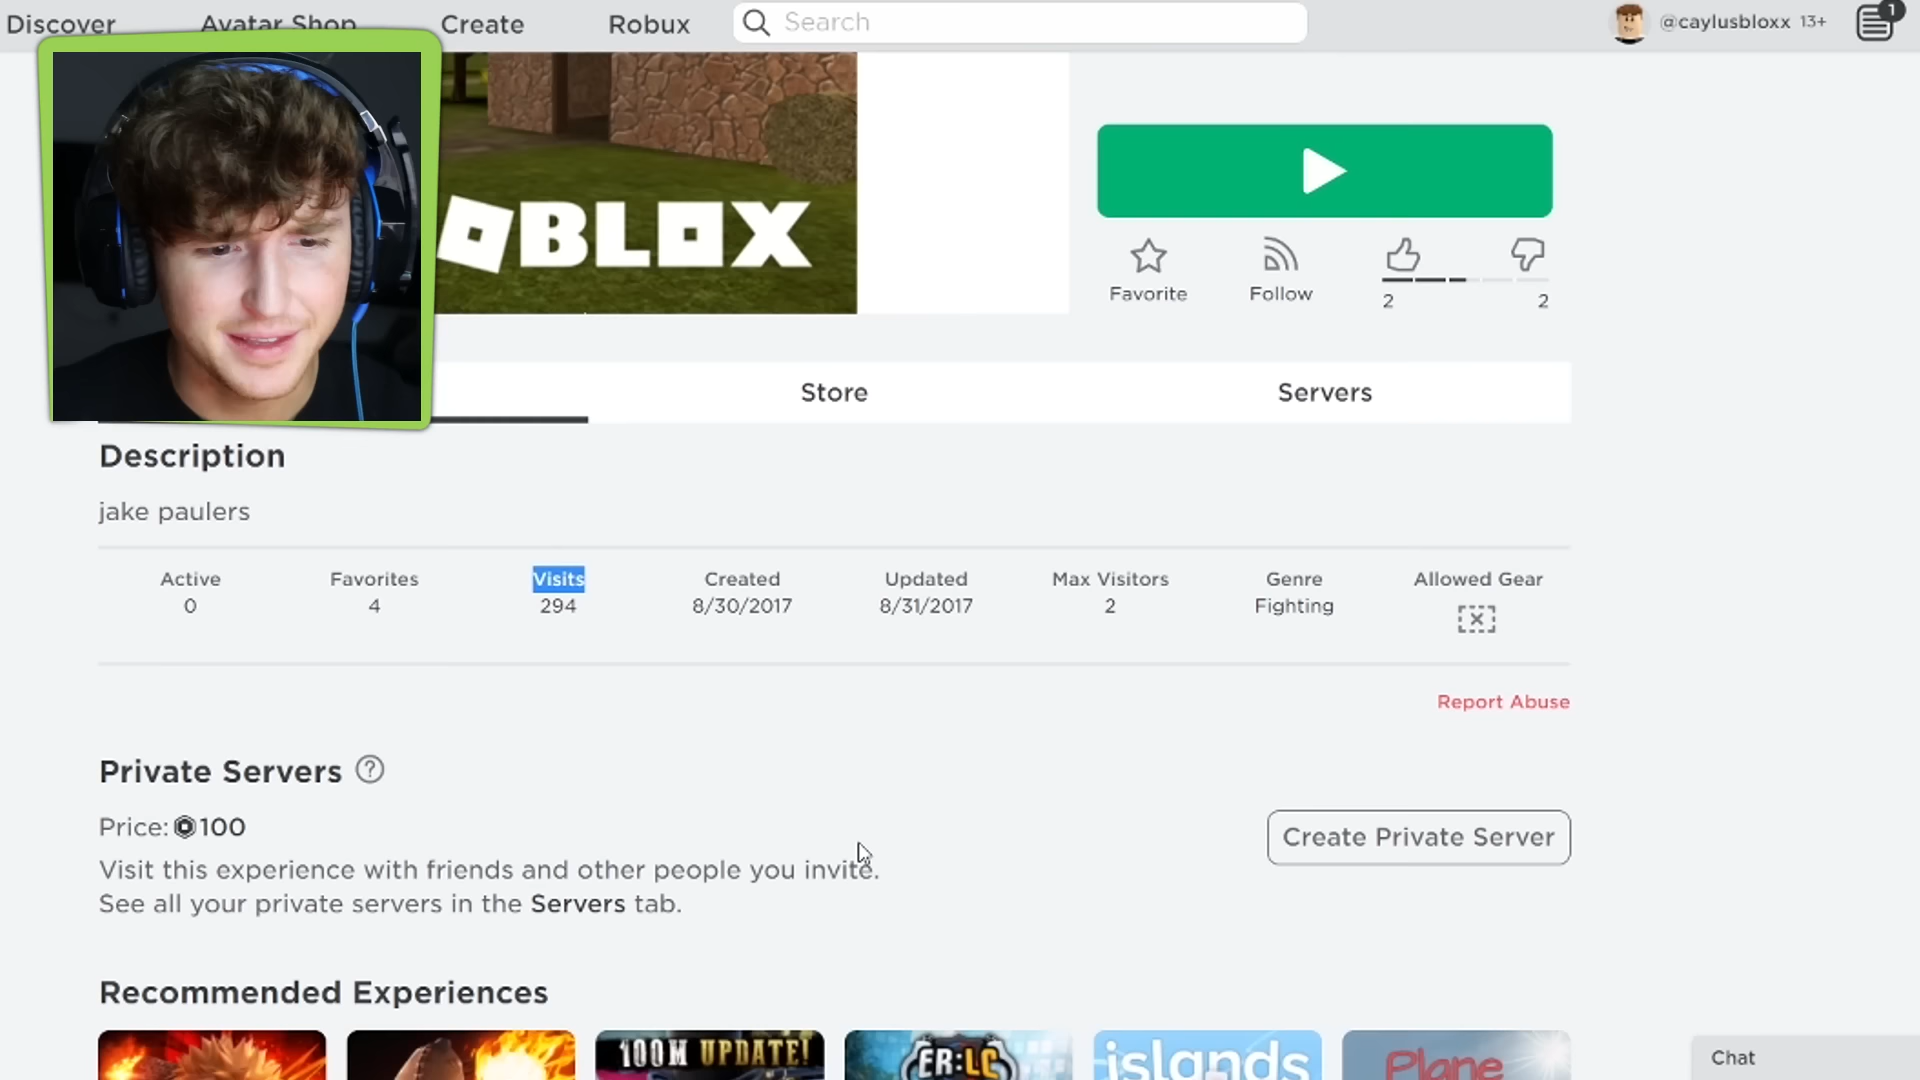 Discover Avatar Shop Create Robux Search @caylusbloxx 13+ 1
OBLOX
Favorite Follow 2 2
Store Servers
Description
jake paulers
Active Favorites Visits Created Updated Max Visitors Genre Allowed Gear
0 4 294 8/30/2017 8/31/2017 2 Fighting
Report Abuse
Private Servers ?
Price: 100
Create Private Server
Visit this experience with friends and other people you invite.
See all your private servers in the Servers tab.
Recommended Experiences
100M UPDATE! ER:LC islands Plane
Chat